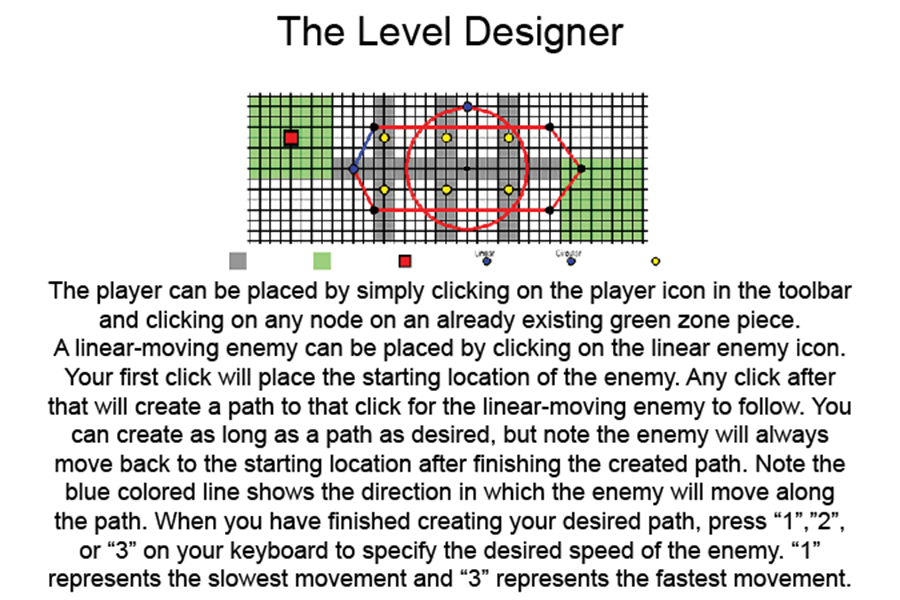 The Level Designer
Linear
Circular
The player can be placed by simply clicking on the player icon in the toolbar
and clicking on any node on an already existing green zone piece.
A linear-moving enemy can be placed by clicking on the linear enemy icon.
Your first click will place the starting location of the enemy. Any click after
that will create a path to that click for the linear-moving enemy to follow. You
can create as long as a path as desired, but note the enemy will always
move back to the starting location after finishing the created path. Note the
blue colored line shows the direction in which the enemy will move along
the path. When you have finished creating your desired path, press “1”,”2”,
or “3” on your keyboard to specify the desired speed of the enemy. “1”
represents the slowest movement and “3” represents the fastest movement.